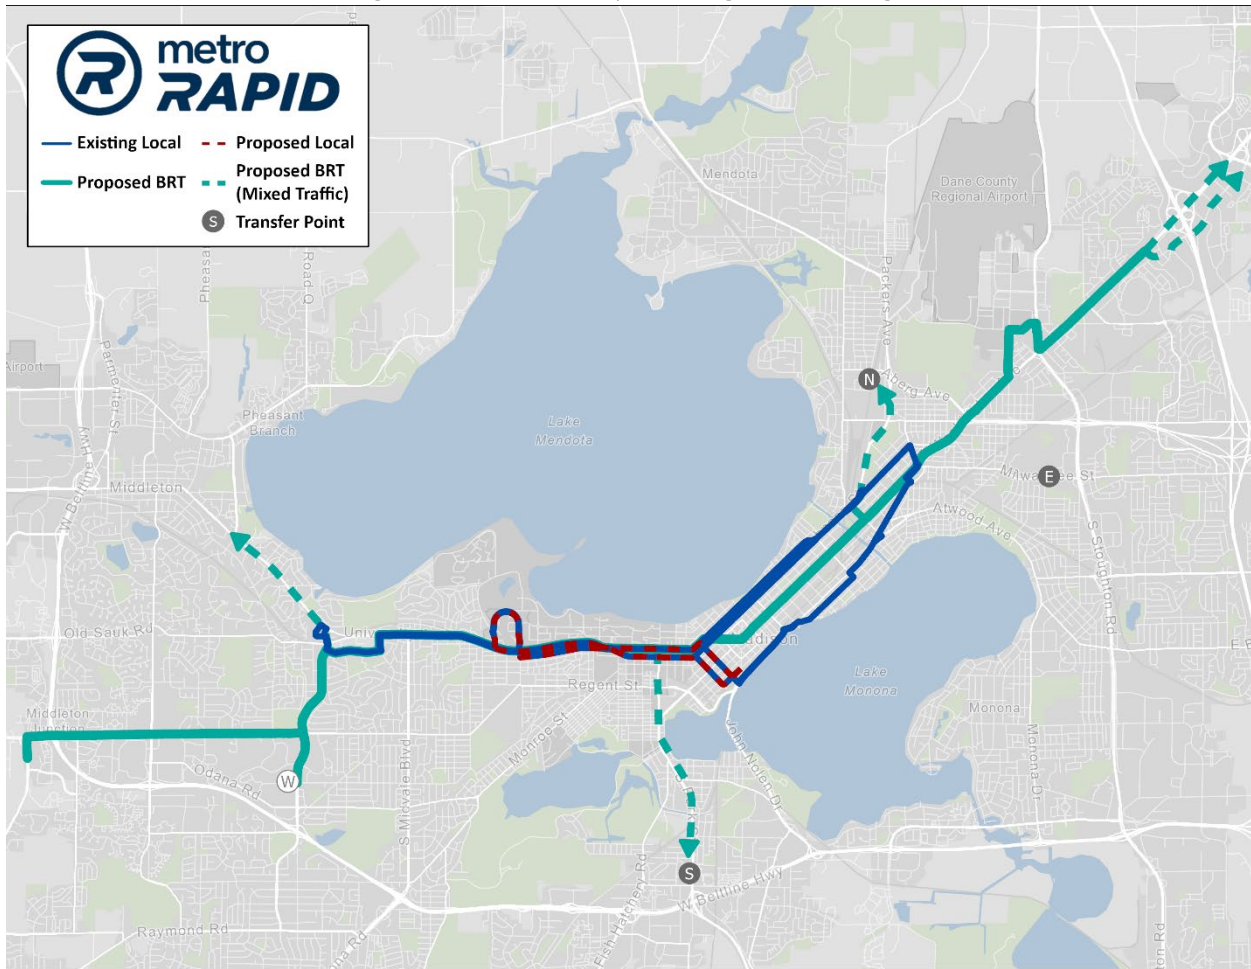 R metro
RAPID
Existing Local
Proposed Local
Proposed BRT
Proposed BRT
(Mixed Traffic)
S Transfer Point
Mendota
Dane County
Regional Airport
Packers Ave
Pheasant
Road Q
Airport
Parmenter St
W Beltline Hwy
Pheasant
Branch
Lake
Mendota
N
Aberg Ave
Middleton
E
Milwaukee St
Atwood Ave
S Stoughton Rd
Old Sauk Rd
Regent St
Lake
Monona
Monroe St
Middleton
Junction
Monona
John Nolen Dr
Monona Dr
Odana Rd
W
S Midvale Blvd
S
Fish Hatchery Rd
W Beltline Hwy
Raymond Rd